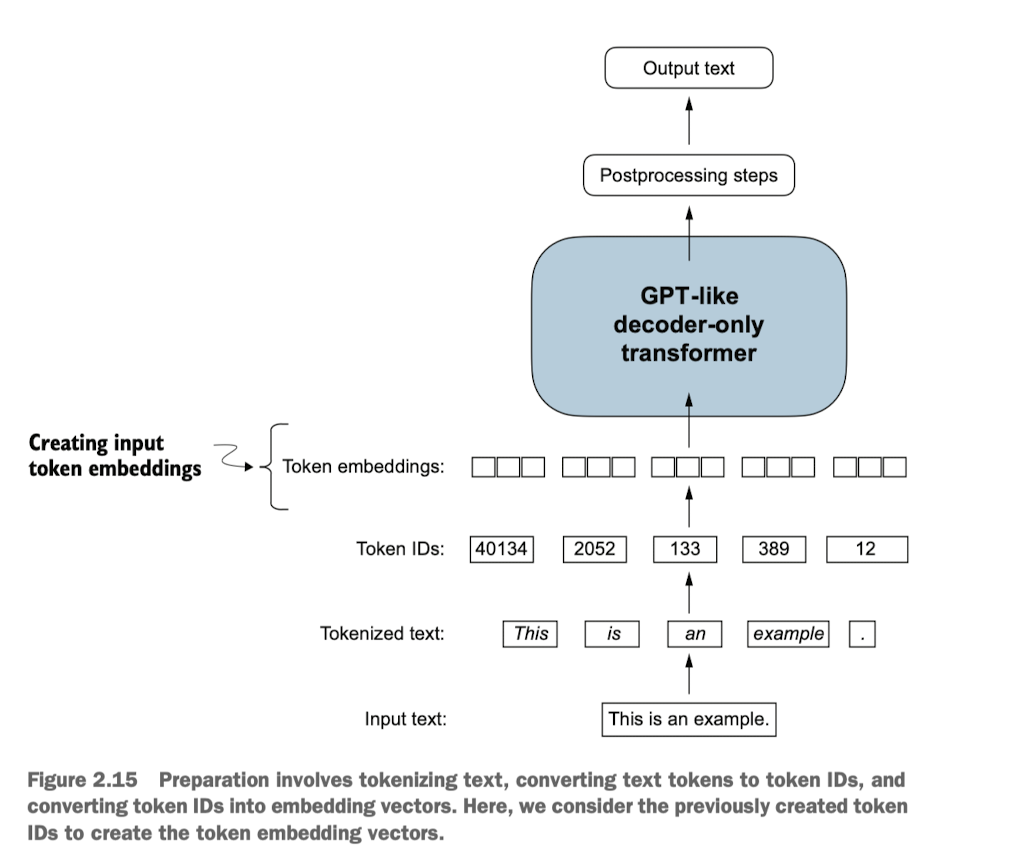 Output text
Postprocessing steps
GPT-like
decoder-only
transformer
Creating input
token embeddings
Token embeddings:
Token IDs: 40134 2052 133 389 12
Tokenized text: This is an example .
Input text: This is an example.
Figure 2.15 Preparation involves tokenizing text, converting text tokens to token IDs, and
converting token IDs into embedding vectors. Here, we consider the previously created token
IDs to create the token embedding vectors.